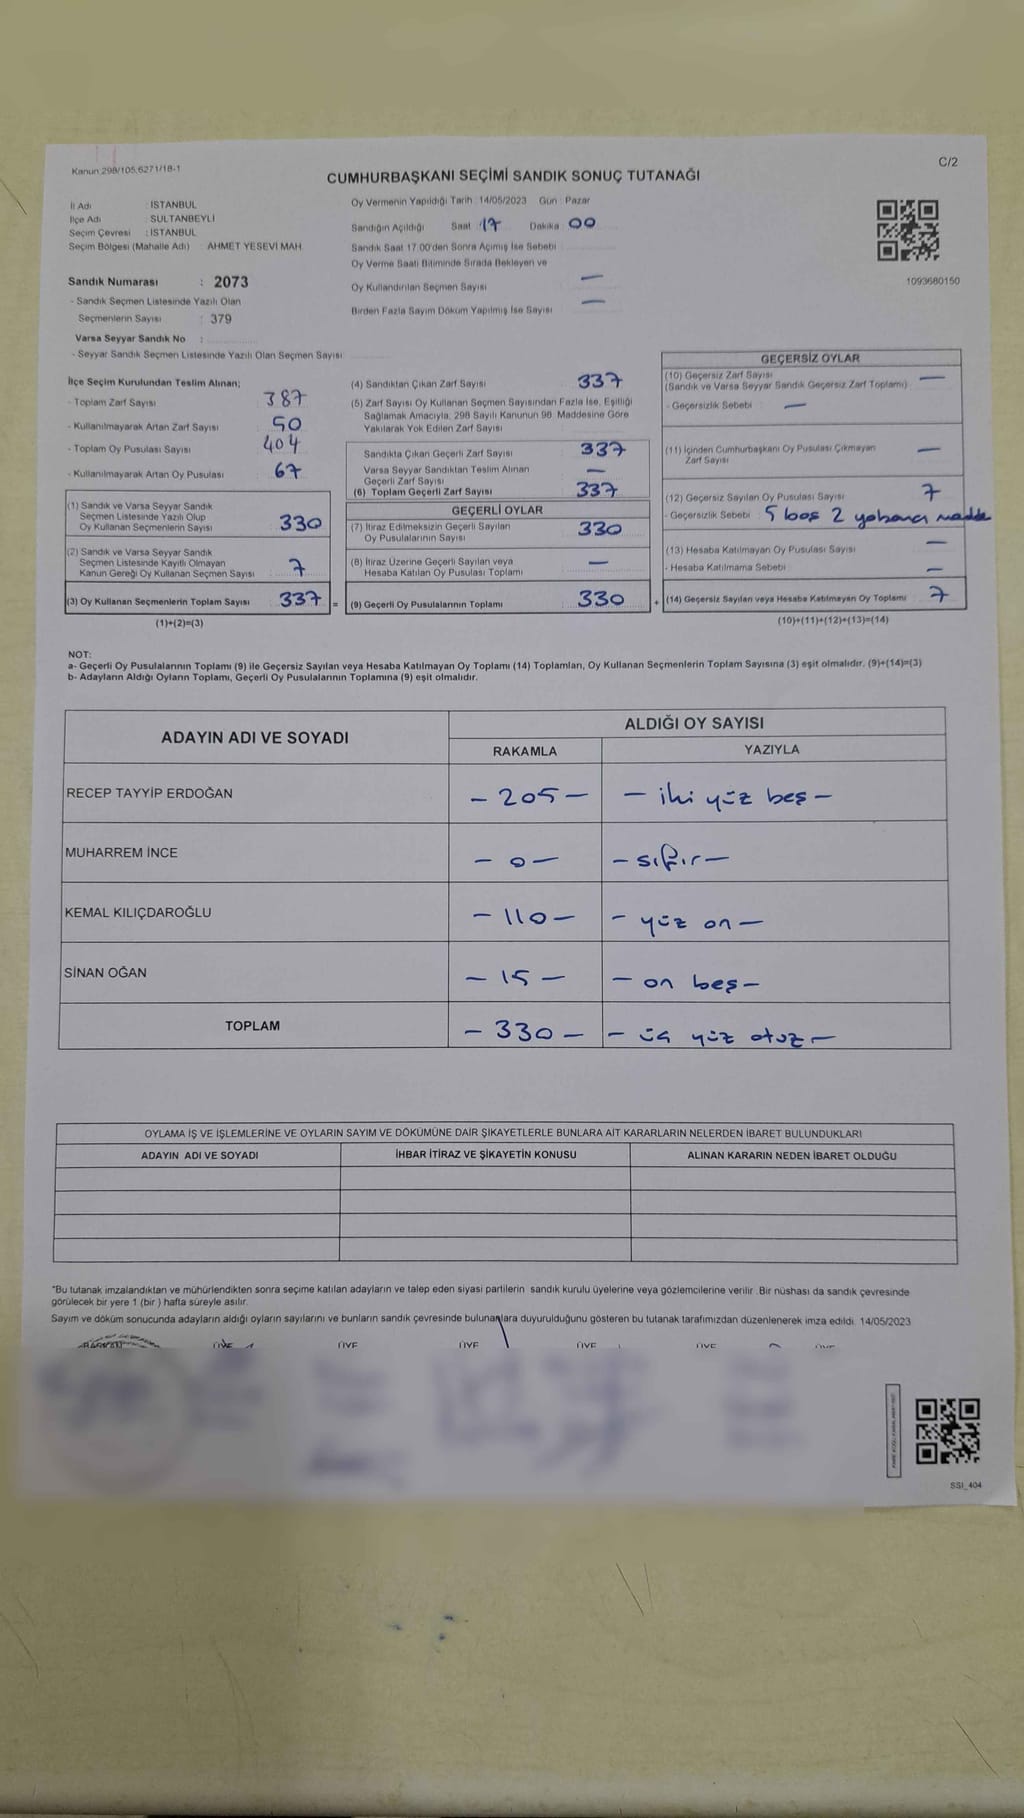 Kanun 298/105;6271/18-1
C/2
CUMHURBAŞKANI SEÇİMİ SANDIK SONUÇ TUTANAĞI
İl Adı : İSTANBUL
İlçe Adı : SULTANBEYLİ
Seçim Çevresi : İSTANBUL
Seçim Bölgesi (Mahalle Adı) : AHMET YESEVİ MAH.
Sandık Numarası : 2073
- Sandık Seçmen Listesinde Yazılı Olan
Seçmenlerin Sayısı : 379
Varsa Seyyar Sandık No :
- Seyyar Sandık Seçmen Listesinde Yazılı Olan Seçmen Sayısı
Oy Vermenin Yapıldığı Tarih : 14/05/2023 Gün : Pazar
Sandığın Açıldığı Saat 17 Dakika 00
Sandık Saat 17.00'den Sonra Açılmış İse Sebebi
Oy Verme Saati Bitiminde Sırada Bekleyen ve
Oy Kullandırılan Seçmen Sayısı —
Birden Fazla Sayım Döküm Yapılmış İse Sayısı —
1093680150
İlçe Seçim Kurulundan Teslim Alınan;
- Toplam Zarf Sayısı 387
- Kullanılmayarak Artan Zarf Sayısı 50
- Toplam Oy Pusulası Sayısı 404
- Kullanılmayarak Artan Oy Pusulası 67
(1) Sandık ve Varsa Seyyar Sandık
Seçmen Listesinde Yazılı Olup
Oy Kullanan Seçmenlerin Sayısı 330
(2) Sandık ve Varsa Seyyar Sandık
Seçmen Listesinde Kayıtlı Olmayan
Kanun Gereği Oy Kullanan Seçmen Sayısı 7
(3) Oy Kullanan Seçmenlerin Toplam Sayısı 337 =
(1)+(2)=(3)
(4) Sandıktan Çıkan Zarf Sayısı 337
(5) Zarf Sayısı Oy Kullanan Seçmen Sayısından Fazla İse, Eşitliği
Sağlamak Amacıyla, 298 Sayılı Kanunun 98. Maddesine Göre
Yakılarak Yok Edilen Zarf Sayısı
Sandıkta Çıkan Geçerli Zarf Sayısı 337
Varsa Seyyar Sandıktan Teslim Alınan
Geçerli Zarf Sayısı —
(6) Toplam Geçerli Zarf Sayısı 337
GEÇERLİ OYLAR
(7) İtiraz Edilmeksizin Geçerli Sayılan
Oy Pusulalarının Sayısı 330
(8) İtiraz Üzerine Geçerli Sayılan veya
Hesaba Katılan Oy Pusulası Toplamı —
(9) Geçerli Oy Pusulalarının Toplamı 330 +
GEÇERSİZ OYLAR
(10) Geçersiz Zarf Sayısı —
(Sandık ve Varsa Seyyar Sandık Geçersiz Zarf Toplamı)
- Geçersizlik Sebebi —
(11) İçinden Cumhurbaşkanı Oy Pusulası Çıkmayan
Zarf Sayısı —
(12) Geçersiz Sayılan Oy Pusulası Sayısı 7
- Geçersizlik Sebebi 5 boş 2 yabancı madde
(13) Hesaba Katılmayan Oy Pusulası Sayısı —
- Hesaba Katılmama Sebebi —
(14) Geçersiz Sayılan veya Hesaba Katılmayan Oy Toplamı 7
(10)+(11)+(12)+(13)=(14)
NOT:
a- Geçerli Oy Pusulalarının Toplamı (9) ile Geçersiz Sayılan veya Hesaba Katılmayan Oy Toplamı (14) Toplamları, Oy Kullanan Seçmenlerin Toplam Sayısına (3) eşit olmalıdır. (9)+(14)=(3)
b- Adayların Aldığı Oyların Toplamı, Geçerli Oy Pusulalarının Toplamına (9) eşit olmalıdır.
ADAYIN ADI VE SOYADI
ALDIĞI OY SAYISI
RAKAMLA YAZIYLA
RECEP TAYYİP ERDOĞAN – 205 – – iki yüz beş –
MUHARREM İNCE – 0 – – sıfır –
KEMAL KILIÇDAROĞLU – 110 – – yüz on –
SİNAN OĞAN – 15 – – on beş –
TOPLAM – 330 – – üç yüz otuz –
OYLAMA İŞ VE İŞLEMLERİNE VE OYLARIN SAYIM VE DÖKÜMÜNE DAİR ŞİKAYETLERLE BUNLARA AİT KARARLARIN NELERDEN İBARET BULUNDUKLARI
ADAYIN ADI VE SOYADI İHBAR İTİRAZ VE ŞİKAYETİN KONUSU ALINAN KARARIN NEDEN İBARET OLDUĞU
*Bu tutanak imzalandıktan ve mühürlendikten sonra seçime katılan adayların ve talep eden siyasi partilerin sandık kurulu üyelerine veya gözlemcilerine verilir. Bir nüshası da sandık çevresinde
görülecek bir yere 1 (bir ) hafta süreyle asılır.
Sayım ve döküm sonucunda adayların aldığı oyların sayılarını ve bunların sandık çevresinde bulunanlara duyurulduğunu gösteren bu tutanak tarafımızdan düzenlenerek imza edildi. 14/05/2023
ÜYE ÜYE ÜYE ÜYE ÜYE
SSI_404